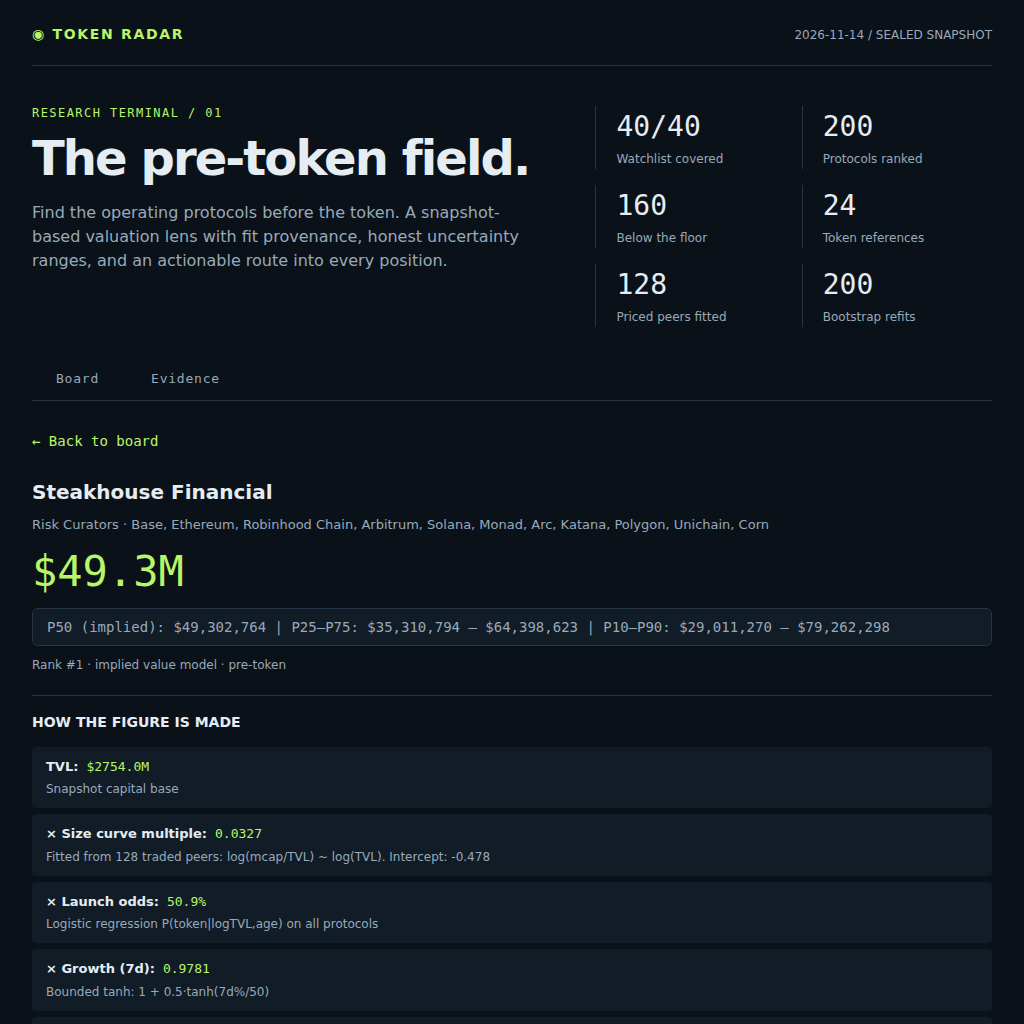 ◉ TOKEN RADAR
2026-11-14 / SEALED SNAPSHOT
RESEARCH TERMINAL / 01
The pre-token field.
Find the operating protocols before the token. A snapshot-
based valuation lens with fit provenance, honest uncertainty
ranges, and an actionable route into every position.
40/40
Watchlist covered
200
Protocols ranked
160
Below the floor
24
Token references
128
Priced peers fitted
200
Bootstrap refits
Board
Evidence
← Back to board
Steakhouse Financial
Risk Curators · Base, Ethereum, Robinhood Chain, Arbitrum, Solana, Monad, Arc, Katana, Polygon, Unichain, Corn
$49.3M
P50 (implied): $49,302,764 | P25–P75: $35,310,794 – $64,398,623 | P10–P90: $29,011,270 – $79,262,298
Rank #1 · implied value model · pre-token
HOW THE FIGURE IS MADE
TVL: $2754.0M
Snapshot capital base
× Size curve multiple: 0.0327
Fitted from 128 traded peers: log(mcap/TVL) ~ log(TVL). Intercept: -0.478
× Launch odds: 50.9%
Logistic regression P(token|logTVL,age) on all protocols
× Growth (7d): 0.9781
Bounded tanh: 1 + 0.5·tanh(7d%/50)